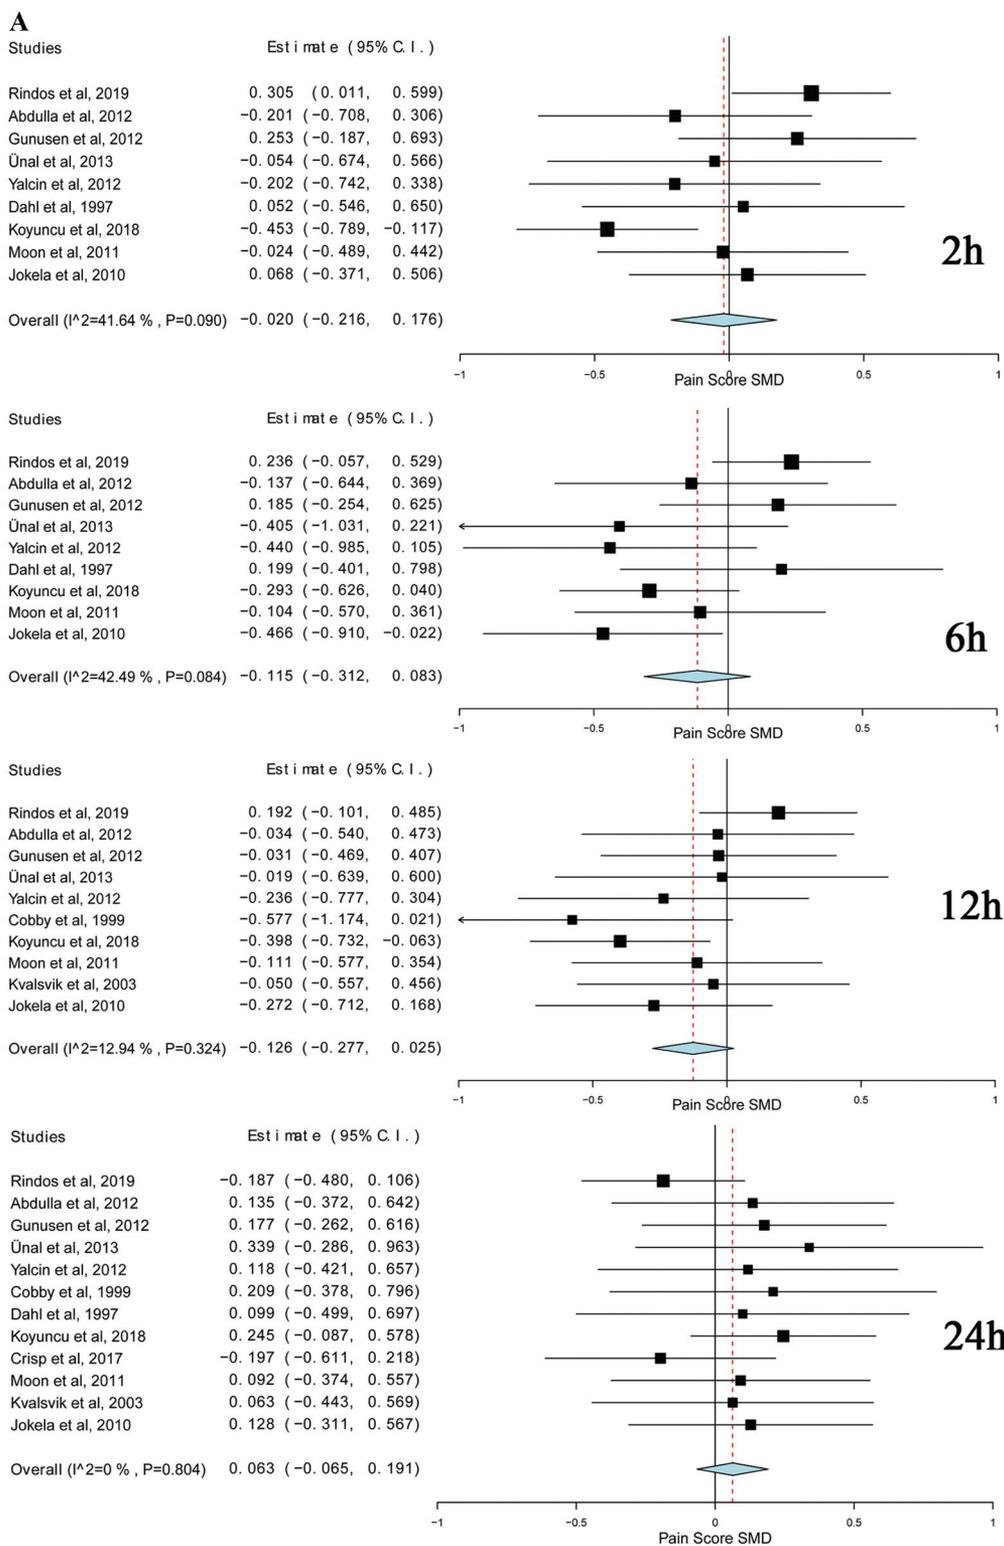 A
Studies Estimate (95% C.I.)
Rindos et al, 2019 0.305 (0.011, 0.599)
Abdulla et al, 2012 −0.201 (−0.708, 0.306)
Gunusen et al, 2012 0.253 (−0.187, 0.693)
Ünal et al, 2013 −0.054 (−0.674, 0.566)
Yalcin et al, 2012 −0.202 (−0.742, 0.338)
Dahl et al, 1997 0.052 (−0.546, 0.650)
Koyuncu et al, 2018 −0.453 (−0.789, −0.117)
Moon et al, 2011 −0.024 (−0.489, 0.442)
Jokela et al, 2010 0.068 (−0.371, 0.506)
2h
Overall (I^2=41.64 % , P=0.090) −0.020 (−0.216, 0.176)
−1 −0.5 0 0.5 1
Pain Score SMD
Studies Estimate (95% C.I.)
Rindos et al, 2019 0.236 (−0.057, 0.529)
Abdulla et al, 2012 −0.137 (−0.644, 0.369)
Gunusen et al, 2012 0.185 (−0.254, 0.625)
Ünal et al, 2013 −0.405 (−1.031, 0.221)
Yalcin et al, 2012 −0.440 (−0.985, 0.105)
Dahl et al, 1997 0.199 (−0.401, 0.798)
Koyuncu et al, 2018 −0.293 (−0.626, 0.040)
Moon et al, 2011 −0.104 (−0.570, 0.361)
Jokela et al, 2010 −0.466 (−0.910, −0.022)
6h
Overall (I^2=42.49 % , P=0.084) −0.115 (−0.312, 0.083)
−1 −0.5 0 0.5 1
Pain Score SMD
Studies Estimate (95% C.I.)
Rindos et al, 2019 0.192 (−0.101, 0.485)
Abdulla et al, 2012 −0.034 (−0.540, 0.473)
Gunusen et al, 2012 −0.031 (−0.469, 0.407)
Ünal et al, 2013 −0.019 (−0.639, 0.600)
Yalcin et al, 2012 −0.236 (−0.777, 0.304)
12h
Cobby et al, 1999 −0.577 (−1.174, 0.021)
Koyuncu et al, 2018 −0.398 (−0.732, −0.063)
Moon et al, 2011 −0.111 (−0.577, 0.354)
Kvalsvik et al, 2003 −0.050 (−0.557, 0.456)
Jokela et al, 2010 −0.272 (−0.712, 0.168)
Overall (I^2=12.94 % , P=0.324) −0.126 (−0.277, 0.025)
−1 −0.5 0 0.5 1
Pain Score SMD
Studies Estimate (95% C.I.)
Rindos et al, 2019 −0.187 (−0.480, 0.106)
Abdulla et al, 2012 0.135 (−0.372, 0.642)
Gunusen et al, 2012 0.177 (−0.262, 0.616)
Ünal et al, 2013 0.339 (−0.286, 0.963)
Yalcin et al, 2012 0.118 (−0.421, 0.657)
Cobby et al, 1999 0.209 (−0.378, 0.796)
Dahl et al, 1997 0.099 (−0.499, 0.697)
Koyuncu et al, 2018 0.245 (−0.087, 0.578)
24h
Crisp et al, 2017 −0.197 (−0.611, 0.218)
Moon et al, 2011 0.092 (−0.374, 0.557)
Kvalsvik et al, 2003 0.063 (−0.443, 0.569)
Jokela et al, 2010 0.128 (−0.311, 0.567)
Overall (I^2=0 % , P=0.804) 0.063 (−0.065, 0.191)
−1 −0.5 0 0.5 1
Pain Score SMD